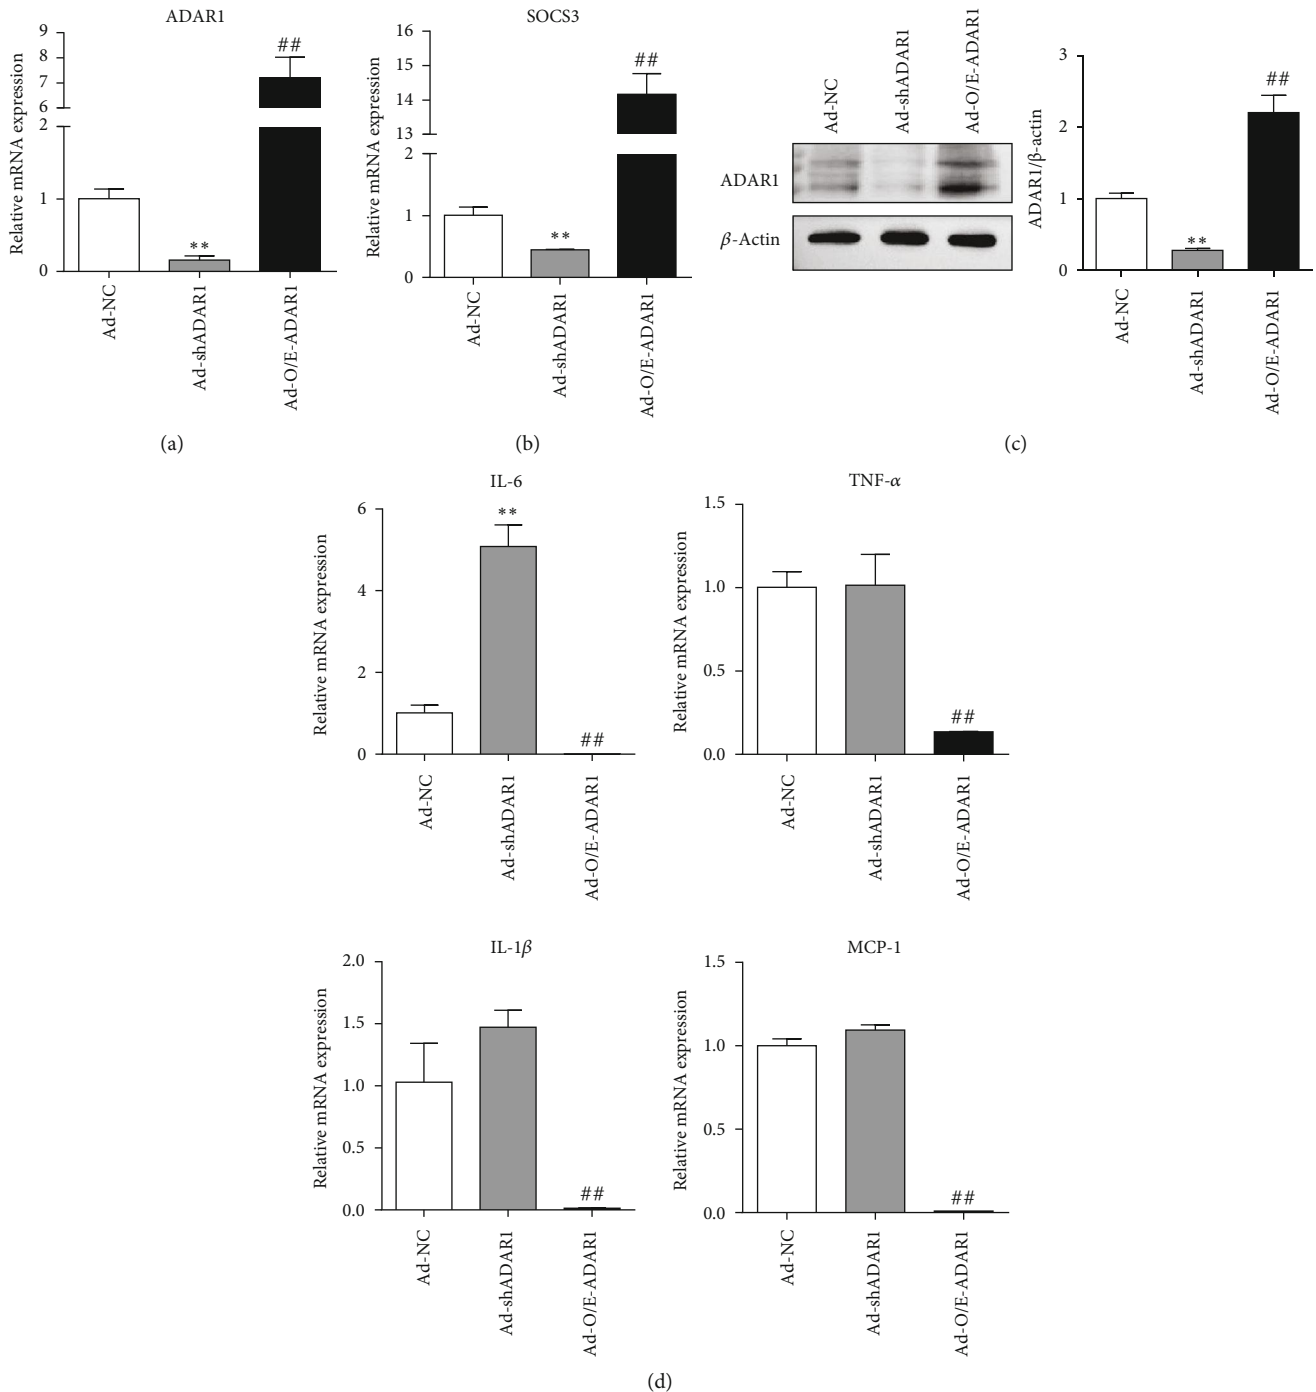 ADAR1
Relative mRNA expression
9
8
7
6
2
1
0
**
##
Ad-NC
Ad-shADAR1
Ad-O/E-ADAR1
(a)
SOCS3
Relative mRNA expression
16
15
14
13
2
1
0
**
##
Ad-NC
Ad-shADAR1
Ad-O/E-ADAR1
(b)
Ad-NC
Ad-shADAR1
Ad-O/E-ADAR1
ADAR1
β-Actin
ADAR1/β-actin
3
2
1
0
**
##
Ad-NC
Ad-shADAR1
Ad-O/E-ADAR1
(c)
IL-6
Relative mRNA expression
6
4
2
0
**
##
Ad-NC
Ad-shADAR1
Ad-O/E-ADAR1
TNF-α
Relative mRNA expression
1.5
1.0
0.5
0.0
##
Ad-NC
Ad-shADAR1
Ad-O/E-ADAR1
IL-1β
Relative mRNA expression
2.0
1.5
1.0
0.5
0.0
##
Ad-NC
Ad-shADAR1
Ad-O/E-ADAR1
MCP-1
Relative mRNA expression
1.5
1.0
0.5
0.0
##
Ad-NC
Ad-shADAR1
Ad-O/E-ADAR1
(d)